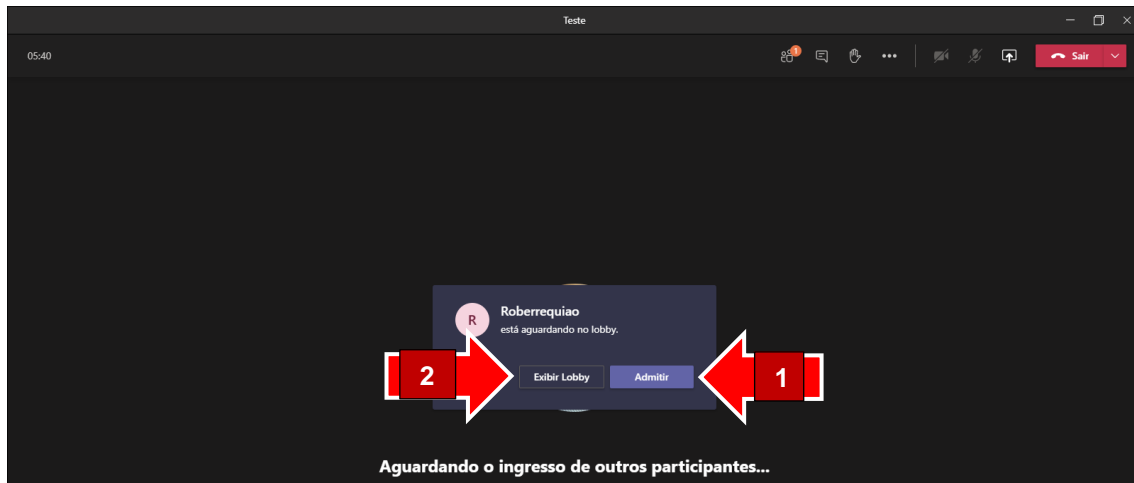 Teste
05:40
1
Sair
R
Roberrequiao
está aguardando no lobby.
2
Exibir Lobby
Admitir
1
Aguardando o ingresso de outros participantes...